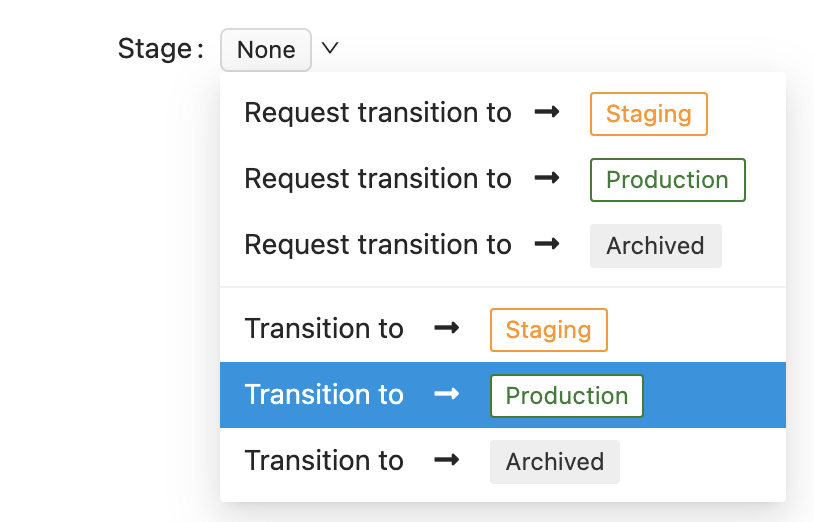 Stage: None
Request transition to → Staging
Request transition to → Production
Request transition to → Archived
Transition to → Staging
Transition to → Production
Transition to → Archived